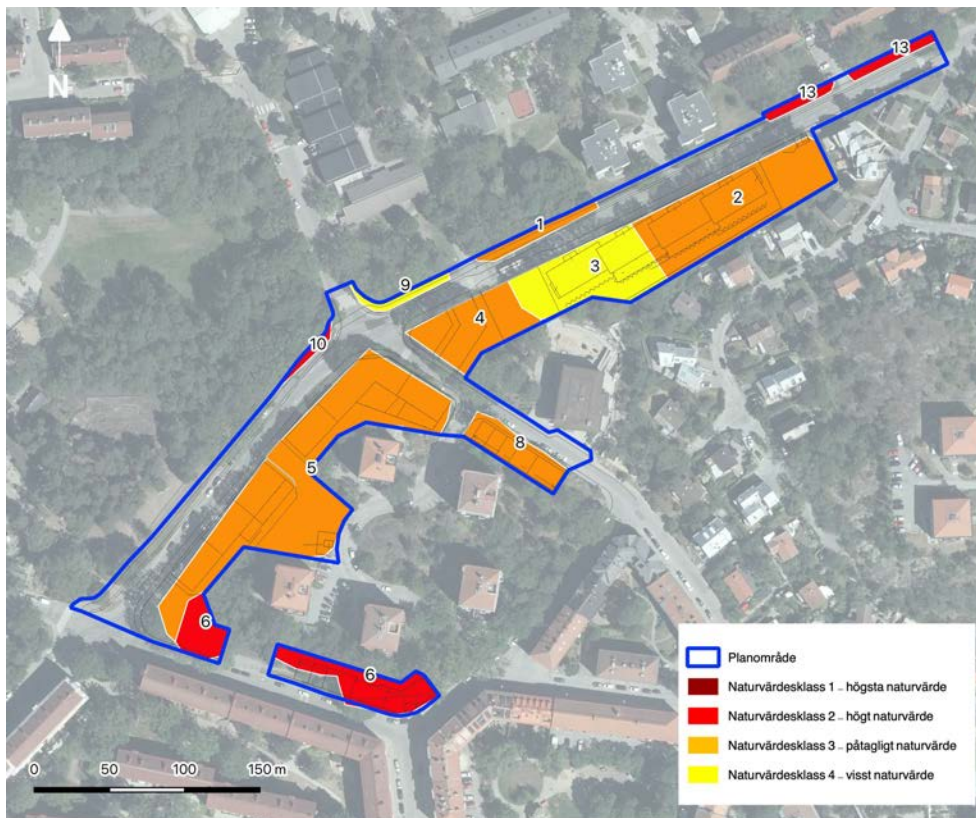 N
13
13
2
1
3
9
4
10
8
5
6
6
Planområde
Naturvärdesklass 1 - högsta naturvärde
Naturvärdesklass 2 - högt naturvärde
Naturvärdesklass 3 - påtagligt naturvärde
Naturvärdesklass 4 - visst naturvärde
0 50 100 150 m